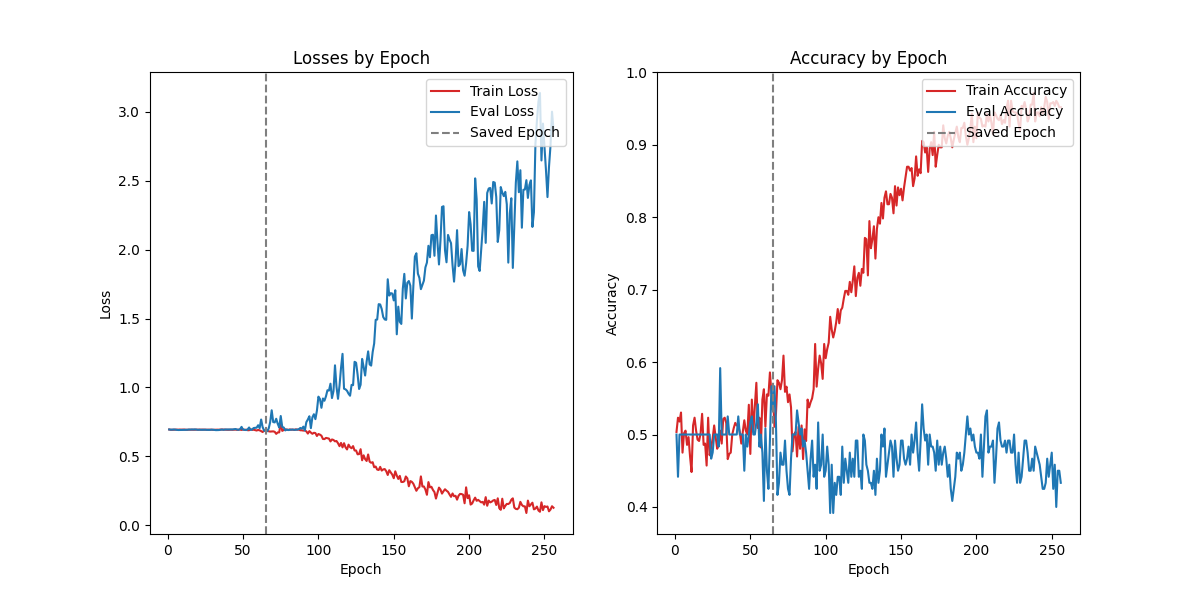 Losses by Epoch
Train Loss
Eval Loss
Saved Epoch
3.0
2.5
2.0
1.5
1.0
0.5
0.0
Loss
0 50 100 150 200 250
Epoch
Accuracy by Epoch
Train Accuracy
Eval Accuracy
Saved Epoch
1.0
0.9
0.8
0.7
0.6
0.5
0.4
Accuracy
0 50 100 150 200 250
Epoch